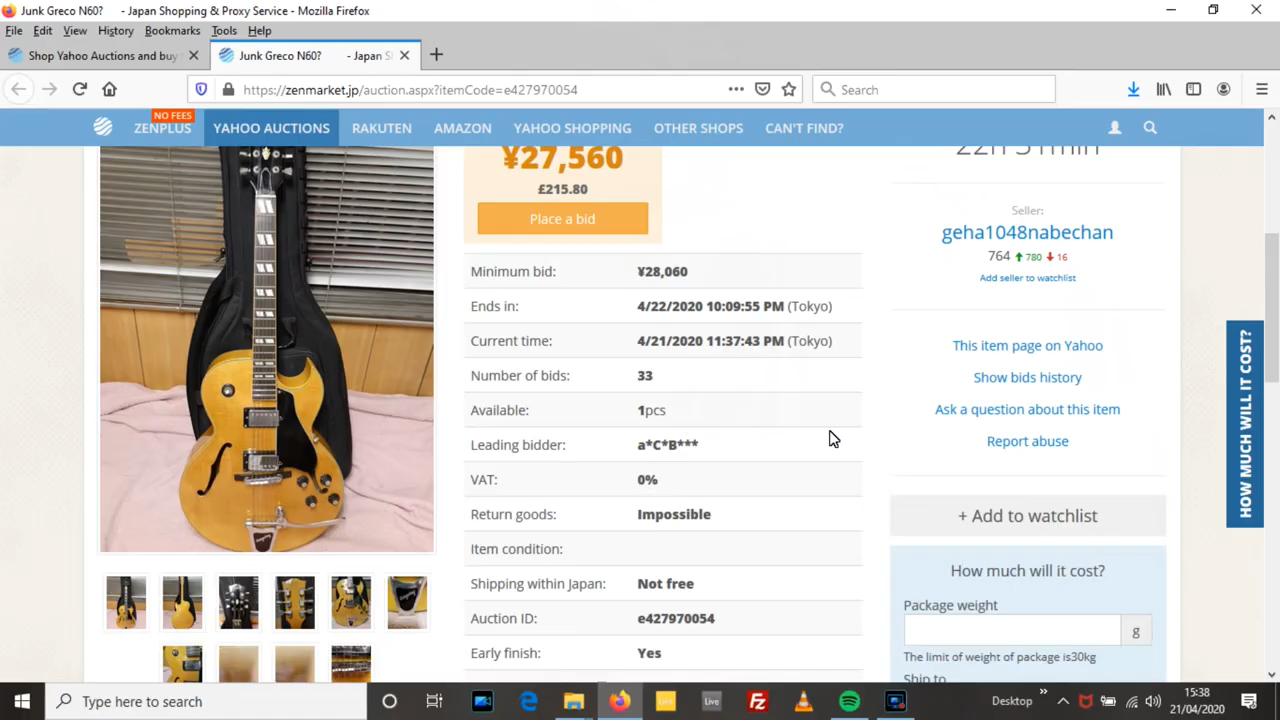 Junk Greco N60? - Japan Shopping & Proxy Service - Mozilla Firefox
File Edit View History Bookmarks Tools Help
Shop Yahoo Auctions and buy
Junk Greco N60? - Japan S
https://zenmarket.jp/auction.aspx?itemCode=e427970054
Search
NO FEES
ZENPLUS YAHOO AUCTIONS RAKUTEN AMAZON YAHOO SHOPPING OTHER SHOPS CAN'T FIND?
¥27,560
£215.80
Place a bid
Minimum bid: ¥28,060
Ends in: 4/22/2020 10:09:55 PM (Tokyo)
Current time: 4/21/2020 11:37:43 PM (Tokyo)
Number of bids: 33
Available: 1pcs
Leading bidder: a*C*B***
VAT: 0%
Return goods: Impossible
Item condition:
Shipping within Japan: Not free
Auction ID: e427970054
Early finish: Yes
22h 31min
Seller:
geha1048nabechan
764 780 16
Add seller to watchlist
This item page on Yahoo
Show bids history
Ask a question about this item
Report abuse
+ Add to watchlist
How much will it cost?
Package weight
g
The limit of weight of package is30kg
Ship to
HOW MUCH WILL IT COST?
Type here to search
Live
Live
Fz
Desktop
15:38
21/04/2020